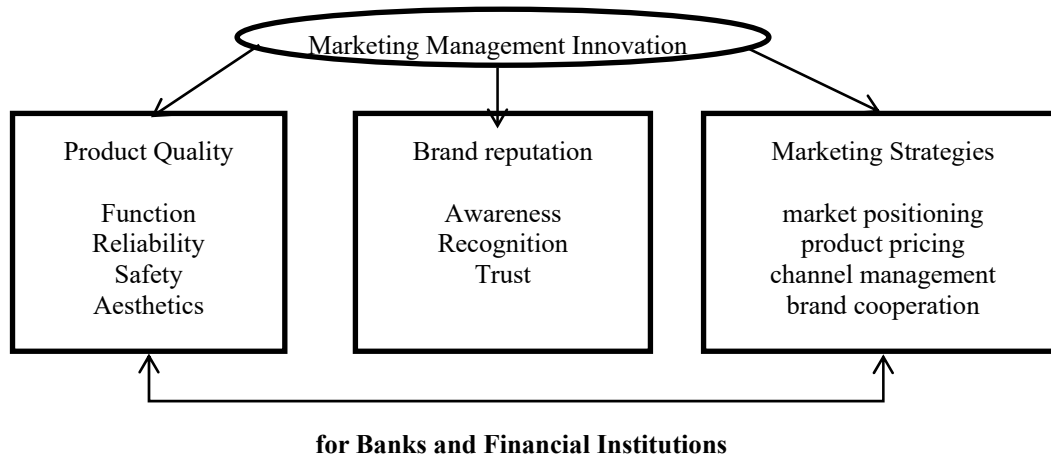 Marketing Management Innovation
Product Quality
Function
Reliability
Safety
Aesthetics
Brand reputation
Awareness
Recognition
Trust
Marketing Strategies
market positioning
product pricing
channel management
brand cooperation
for Banks and Financial Institutions